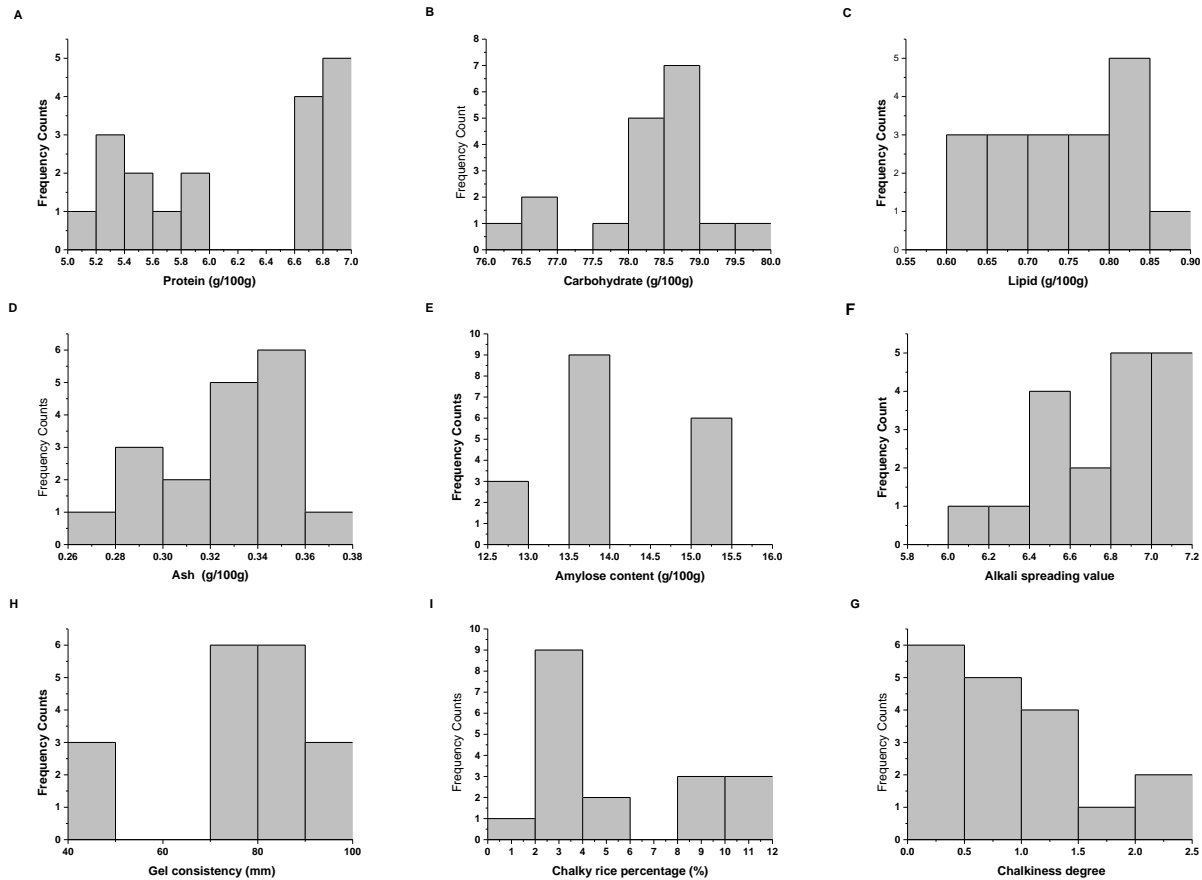 A
Frequency Counts
5
4
3
2
1
0
5.0 5.2 5.4 5.6 5.8 6.0 6.2 6.4 6.6 6.8 7.0
Protein (g/100g)
B
Frequency Count
8
7
6
5
4
3
2
1
0
76.0 76.5 77.0 77.5 78.0 78.5 79.0 79.5 80.0
Carbohydrate (g/100g)
C
Frequency Counts
5
4
3
2
1
0
0.55 0.60 0.65 0.70 0.75 0.80 0.85 0.90
Lipid (g/100g)
D
Frequency Counts
6
5
4
3
2
1
0
0.26 0.28 0.30 0.32 0.34 0.36 0.38
Ash (g/100g)
E
Frequency Counts
10
9
8
7
6
5
4
3
2
1
0
12.5 13.0 13.5 14.0 14.5 15.0 15.5 16.0
Amylose content (g/100g)
F
Frequency Count
5
4
3
2
1
0
5.8 6.0 6.2 6.4 6.6 6.8 7.0 7.2
Alkali spreading value
H
Frequency Counts
6
5
4
3
2
1
0
40 60 80 100
Gel consistency (mm)
I
Frequency Counts
10
9
8
7
6
5
4
3
2
1
0
0 1 2 3 4 5 6 7 8 9 10 11 12
Chalky rice percentage (%)
G
Frequency Counts
6
5
4
3
2
1
0
0.0 0.5 1.0 1.5 2.0 2.5
Chalkiness degree